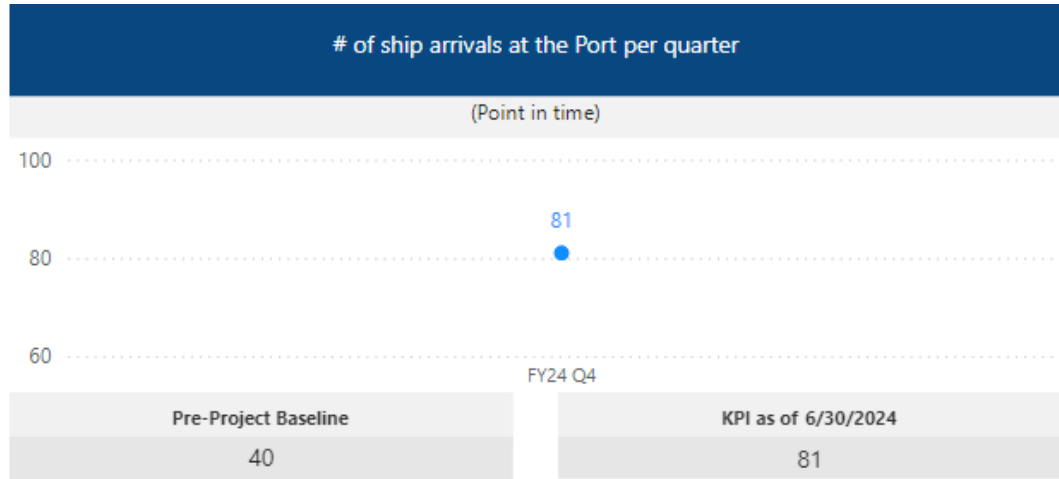 # of ship arrivals at the Port per quarter
(Point in time)
100
81
80
60
FY24 Q4
Pre-Project Baseline
KPI as of 6/30/2024
40
81